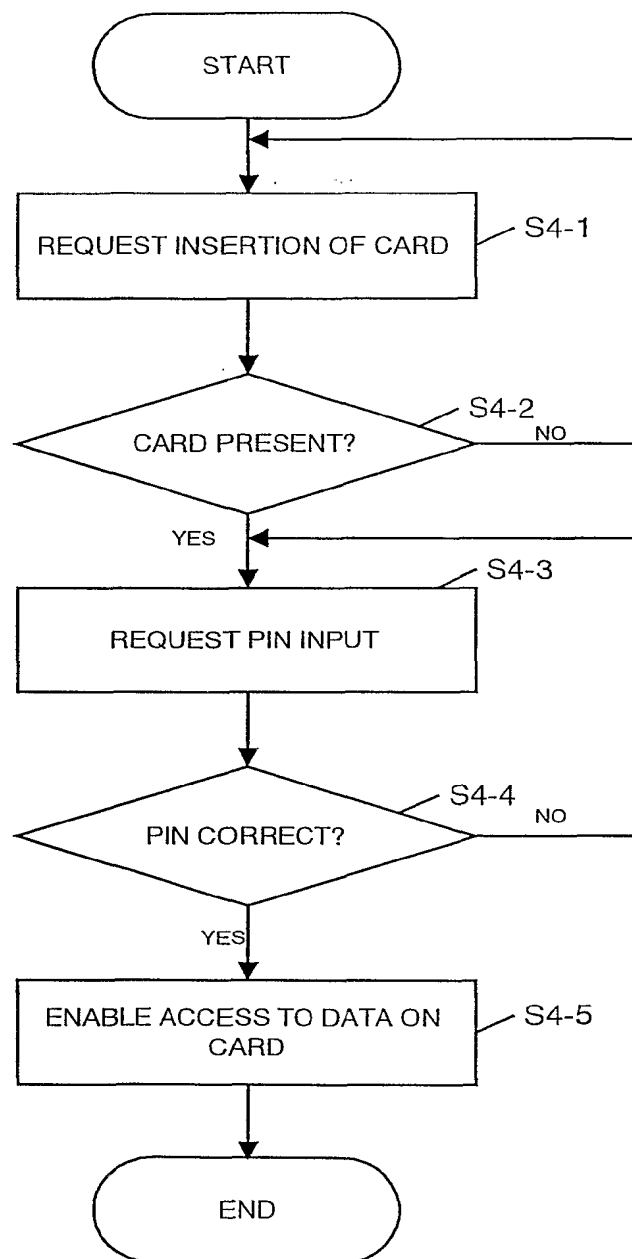 START
REQUEST INSERTION OF CARD
S4-1
S4-2
CARD PRESENT?
NO
YES
S4-3
REQUEST PIN INPUT
S4-4
PIN CORRECT?
NO
YES
ENABLE ACCESS TO DATA ON
CARD
S4-5
END